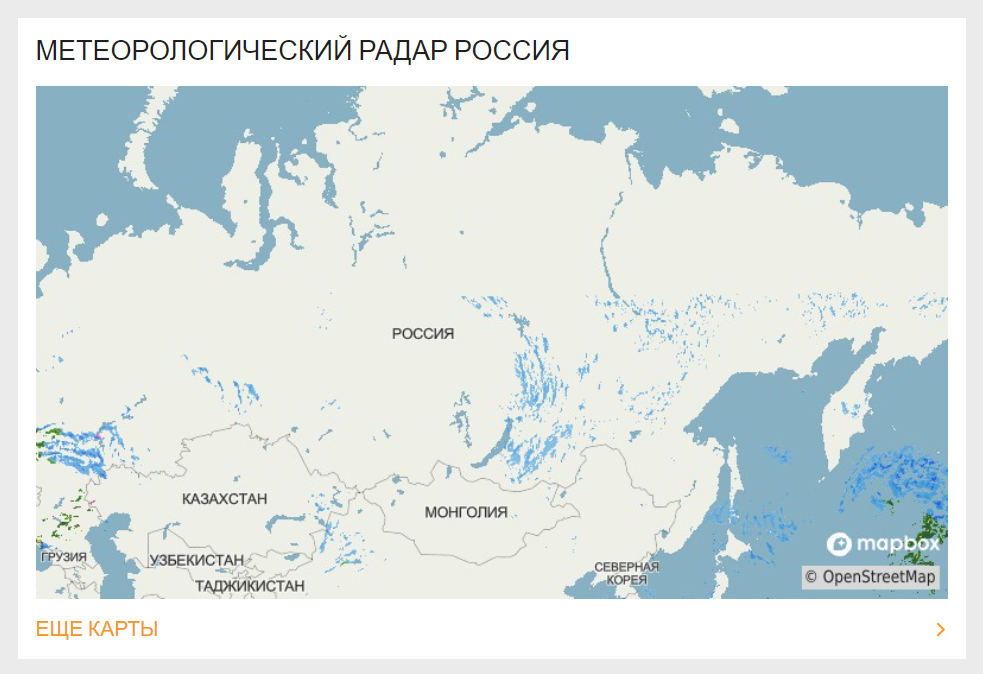 МЕТЕОРОЛОГИЧЕСКИЙ РАДАР РОССИЯ
РОССИЯ
КАЗАХСТАН
МОНГОЛИЯ
ГРУЗИЯ
УЗБЕКИСТАН
ТАДЖИКИСТАН
СЕВЕРНАЯ
КОРЕЯ
mapbox
© OpenStreetMap
ЕЩЕ КАРТЫ